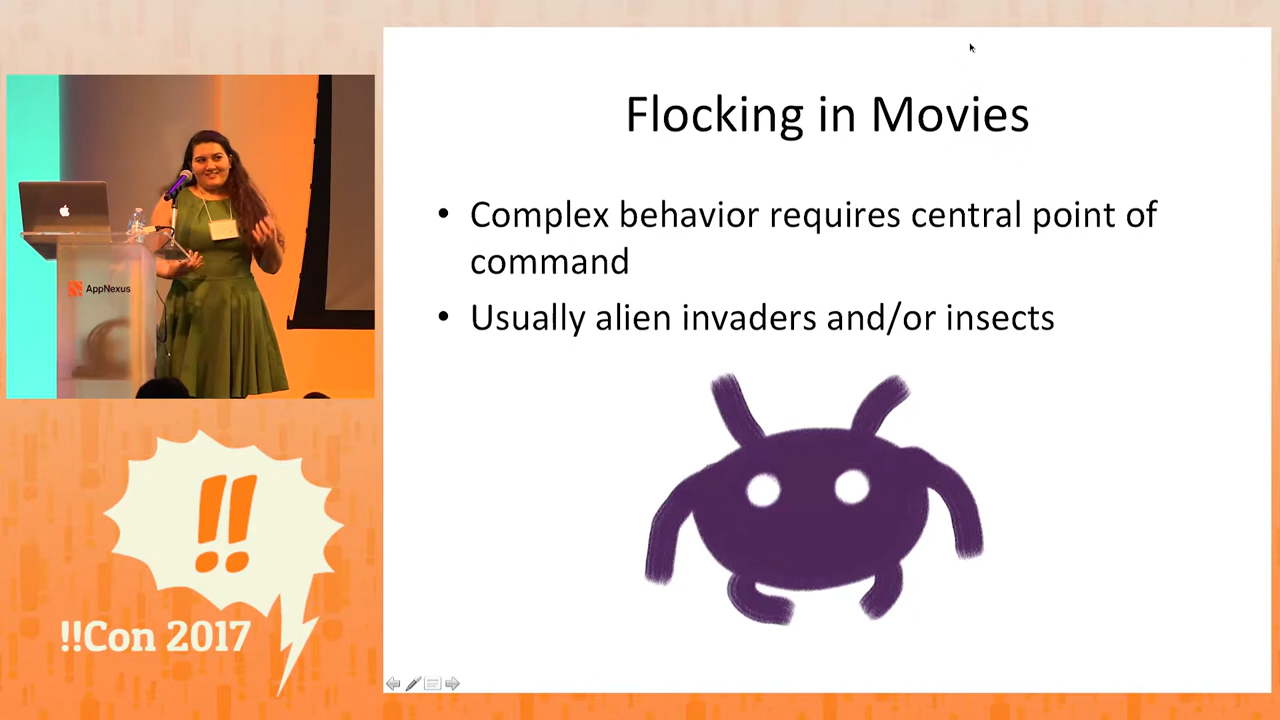 AppNexus
!!
!!Con 2017
Flocking in Movies
• Complex behavior requires central point of
command
• Usually alien invaders and/or insects